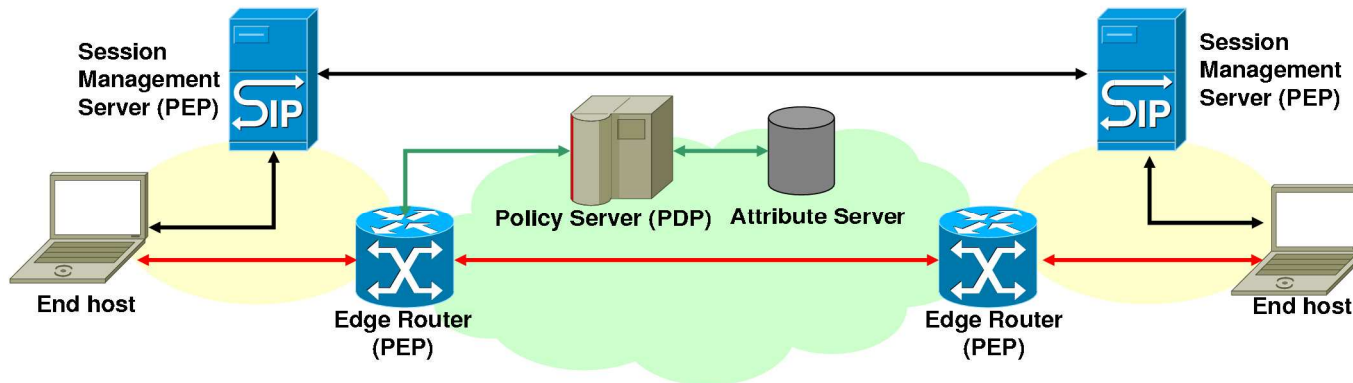 Session
Management
Server (PEP)
SIP
Session
Management
Server (PEP)
SIP
Policy Server (PDP)
Attribute Server
End host
Edge Router
(PEP)
Edge Router
(PEP)
End host